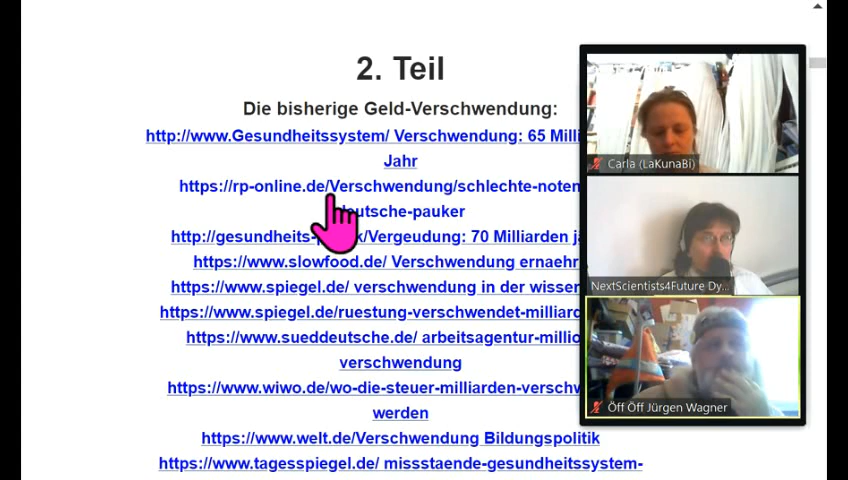 2. Teil
Die bisherige Geld-Verschwendung:
http://www.Gesundheitssystem/ Verschwendung: 65 Milli
Jahr
https://rp-online.de/Verschwendung/schlechte-noten
deutsche-pauker
http://gesundheits- /Vergeudung: 70 Milliarden
https://www.slowfood.de/ Verschwendung ernaehr
https://www.spiegel.de/ verschwendung in der wissen
https://www.spiegel.de/ruestung-verschwendet-milliard
https://www.sueddeutsche.de/ arbeitsagentur-millio
verschwendung
https://www.wiwo.de/wo-die-steuer-milliarden-verschw
werden
https://www.welt.de/Verschwendung Bildungspolitik
https://www.tagesspiegel.de/ missstaende-gesundheitssystem-
Carla (LaKunaBi)
NextScientists4Future Dy...
Öff Öff Jürgen Wagner